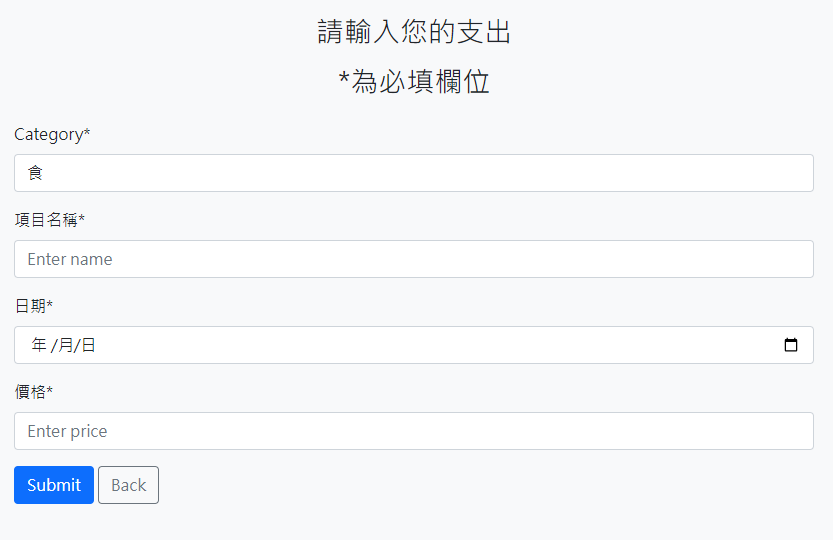 請輸入您的支出
*為必填欄位
Category*
食
項目名稱*
Enter name
日期*
年 /月/日
價格*
Enter price
Submit Back